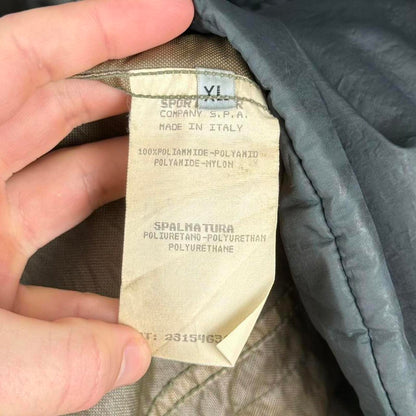 XL
COMPANY S.P.A.
MADE IN ITALY
100%POLIAMMIDE-POLYAMID
POLYAMIDE-NYLON
SPALMATURA
POLIURETANO-POLYURETHAN
POLYURETHANE